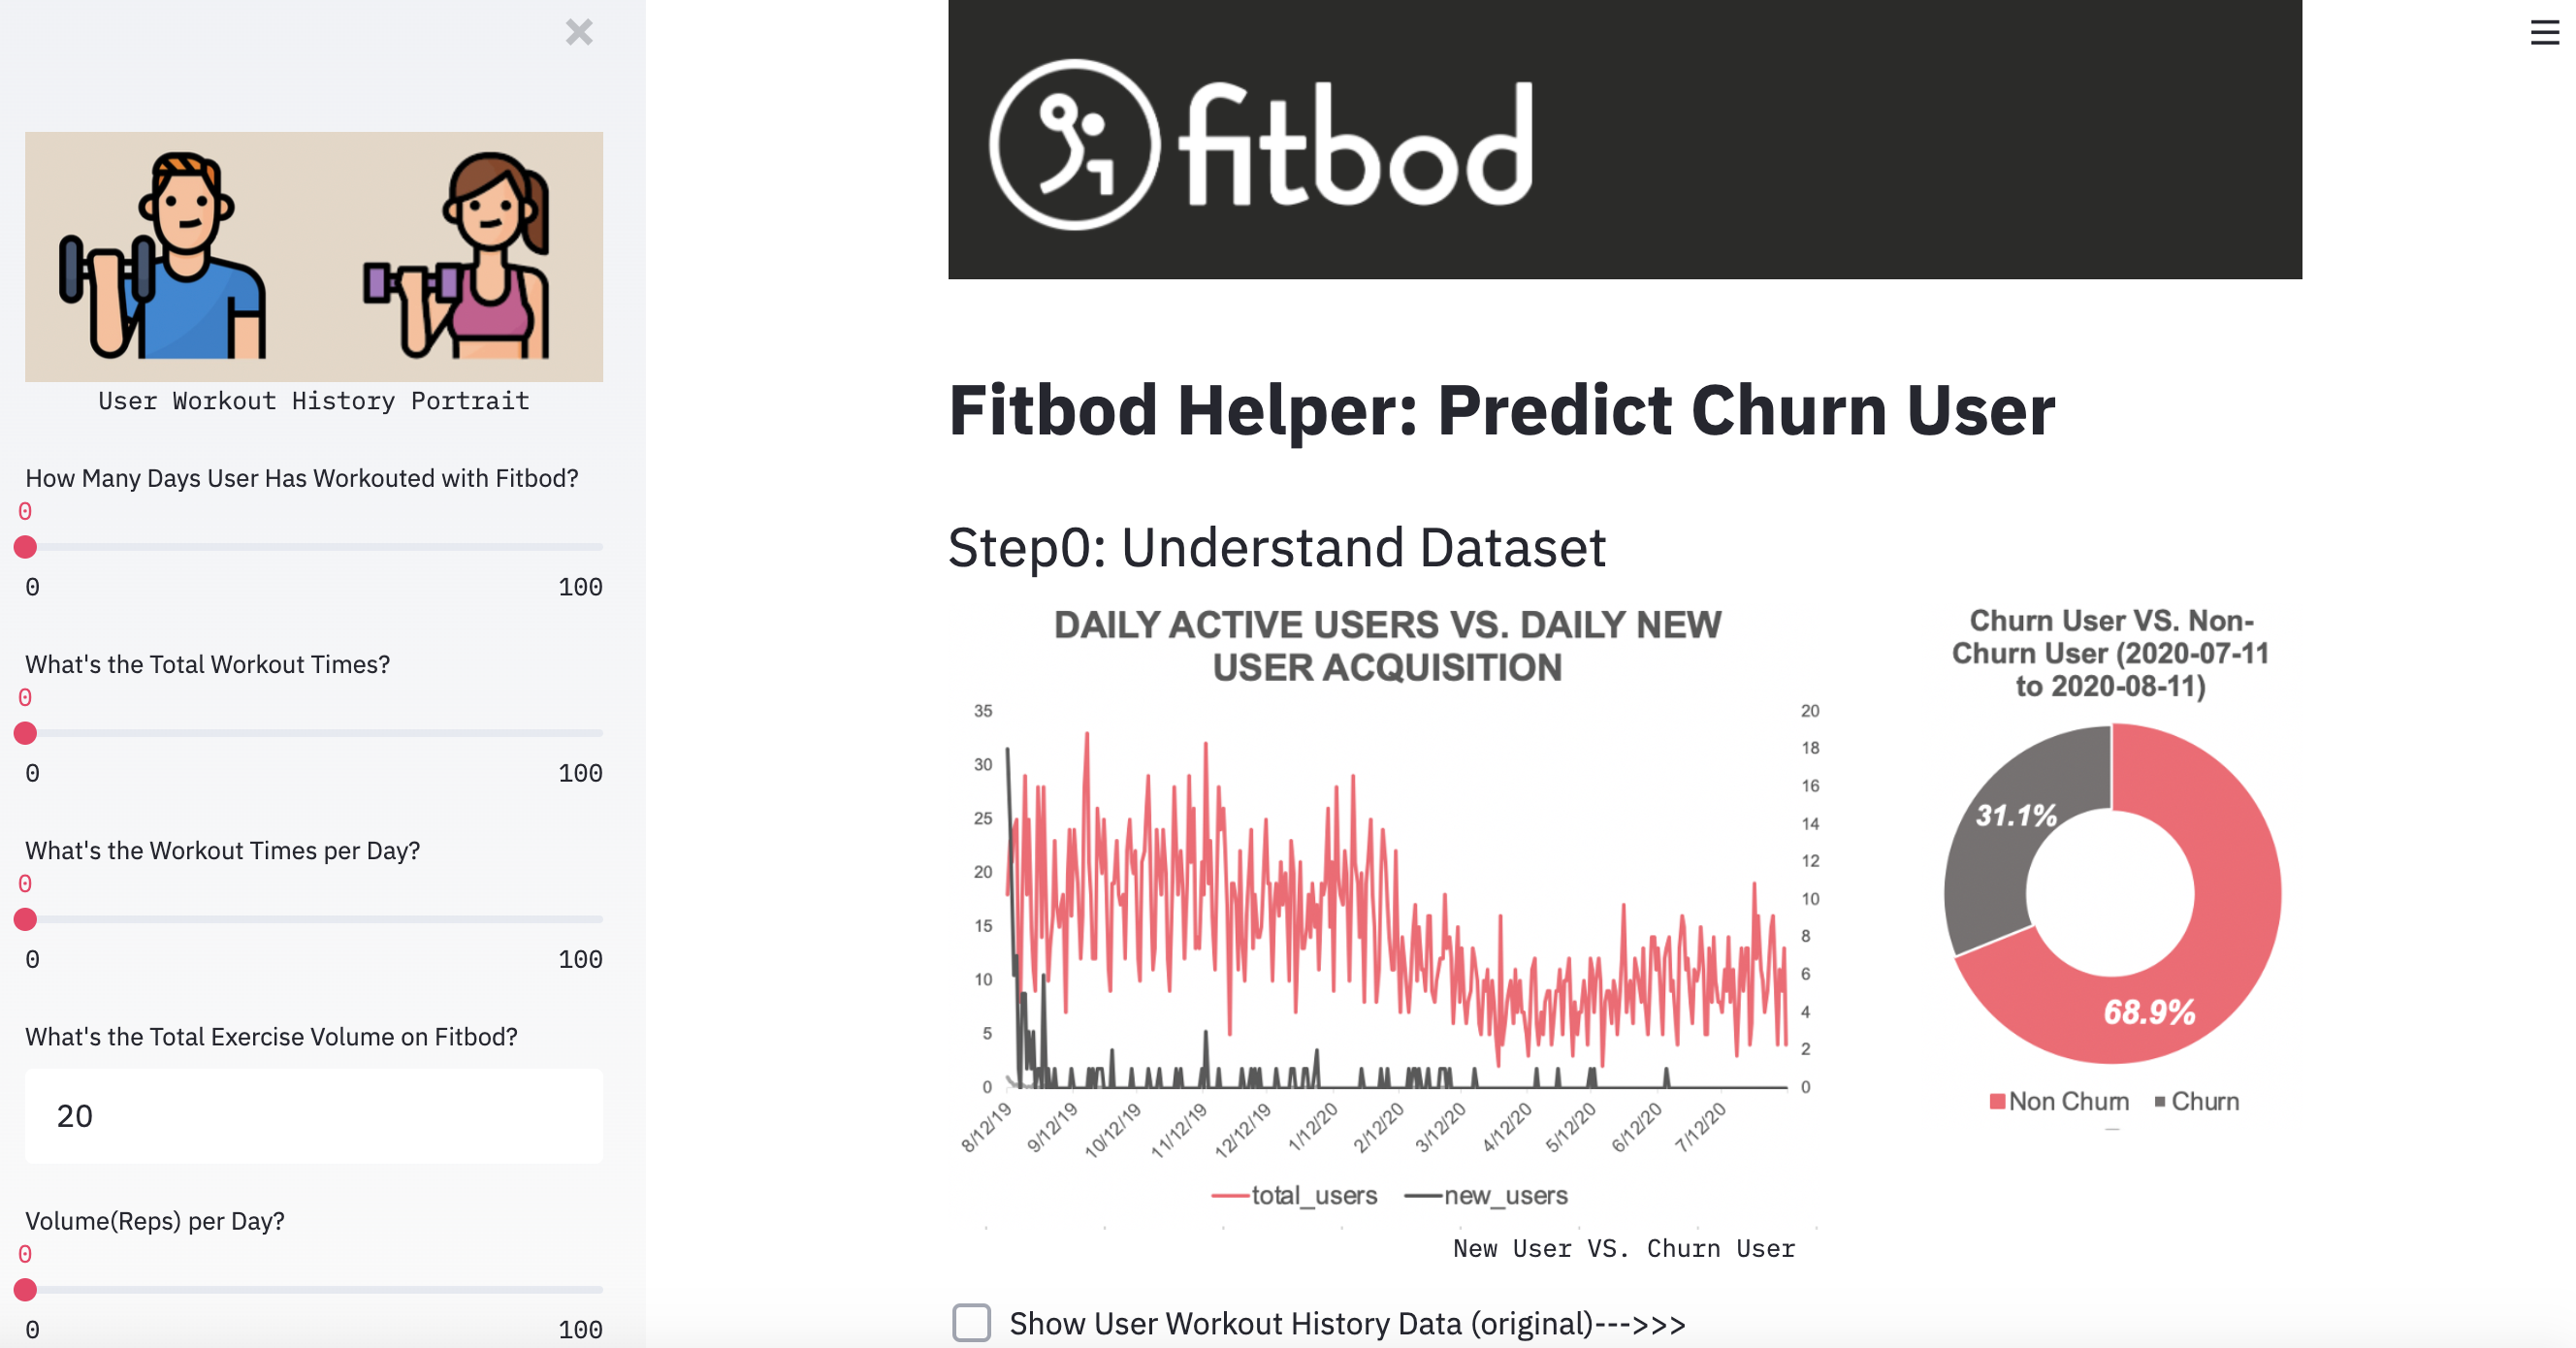 ×
User Workout History Portrait
How Many Days User Has Workouted with Fitbod?
0
0 100
What's the Total Workout Times?
0
0 100
What's the Workout Times per Day?
0
0 100
What's the Total Exercise Volume on Fitbod?
20
Volume(Reps) per Day?
0
0 100
fitbod
Fitbod Helper: Predict Churn User
Step0: Understand Dataset
DAILY ACTIVE USERS VS. DAILY NEW
USER ACQUISITION
35
30
25
20
15
10
5
0
20
18
16
14
12
10
8
6
4
2
0
8/12/19
9/12/19
10/12/19
11/12/19
12/12/19
1/12/20
2/12/20
3/12/20
4/12/20
5/12/20
6/12/20
7/12/20
total_users new_users
Churn User VS. Non-
Churn User (2020-07-11
to 2020-08-11)
31.1%
68.9%
Non Churn Churn
New User VS. Churn User
Show User Workout History Data (original)--->>>